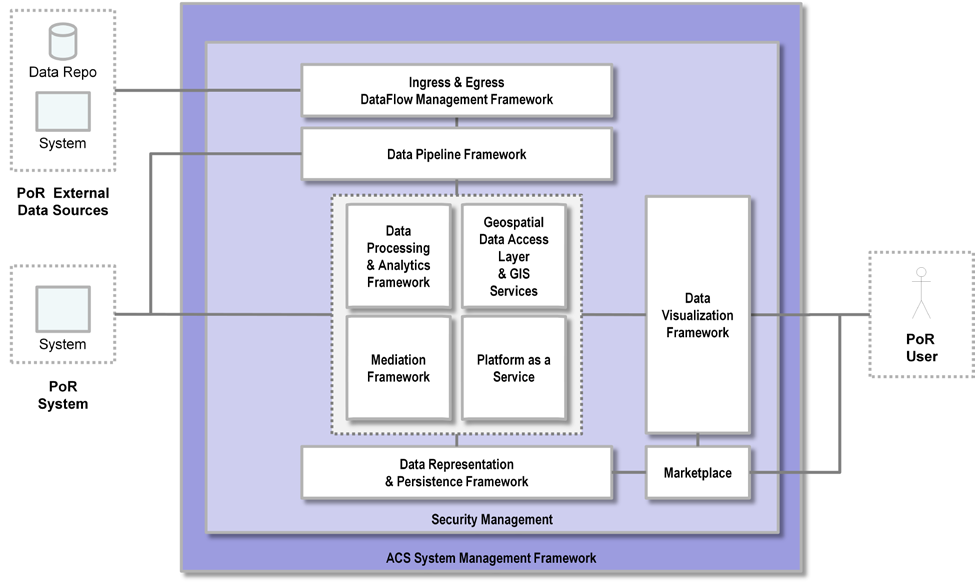 Data Repo
System
PoR External
Data Sources
System
PoR
System
Ingress & Egress
DataFlow Management Framework
Data Pipeline Framework
Data
Processing
& Analytics
Framework
Geospatial
Data Access
Layer
& GIS
Services
Mediation
Framework
Platform as a
Service
Data
Visualization
Framework
Data Representation
& Persistence Framework
Marketplace
Security Management
ACS System Management Framework
PoR
User